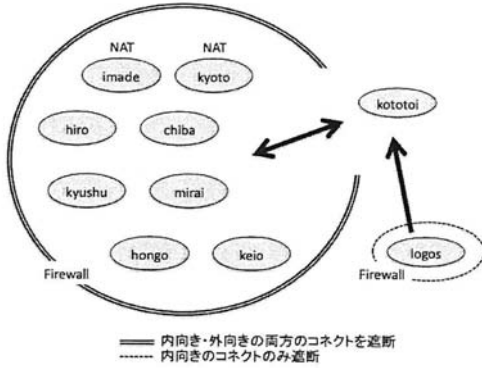 NAT NAT
imade kyoto
kototoi
hiro chiba
kyushu mirai
hongo keio
logos
Firewall
Firewall
内向き・外向きの両方のコネクトを遮断
内向きのコネクトのみ遮断